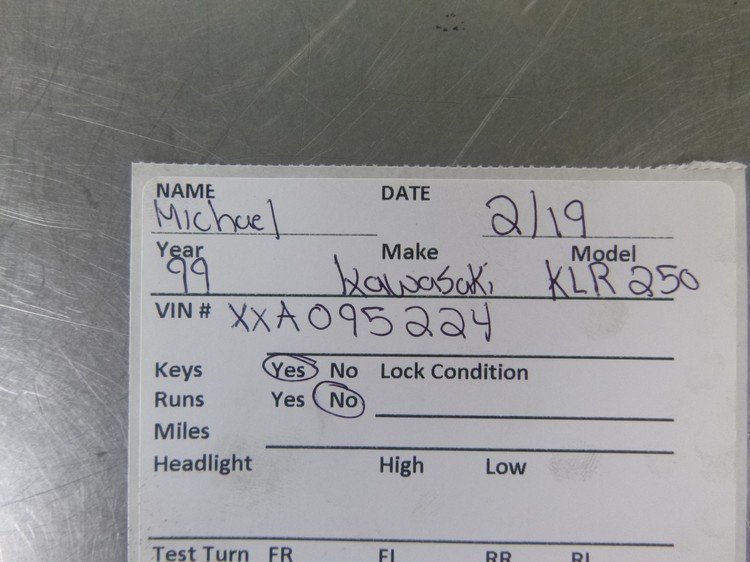 NAME DATE
Michael 2/19
Year Make Model
99 Kawasaki KLR 250
VIN # XXA095224
Keys Yes No Lock Condition
Runs Yes No
Miles
Headlight High Low
Test Turn FR FL RR RL